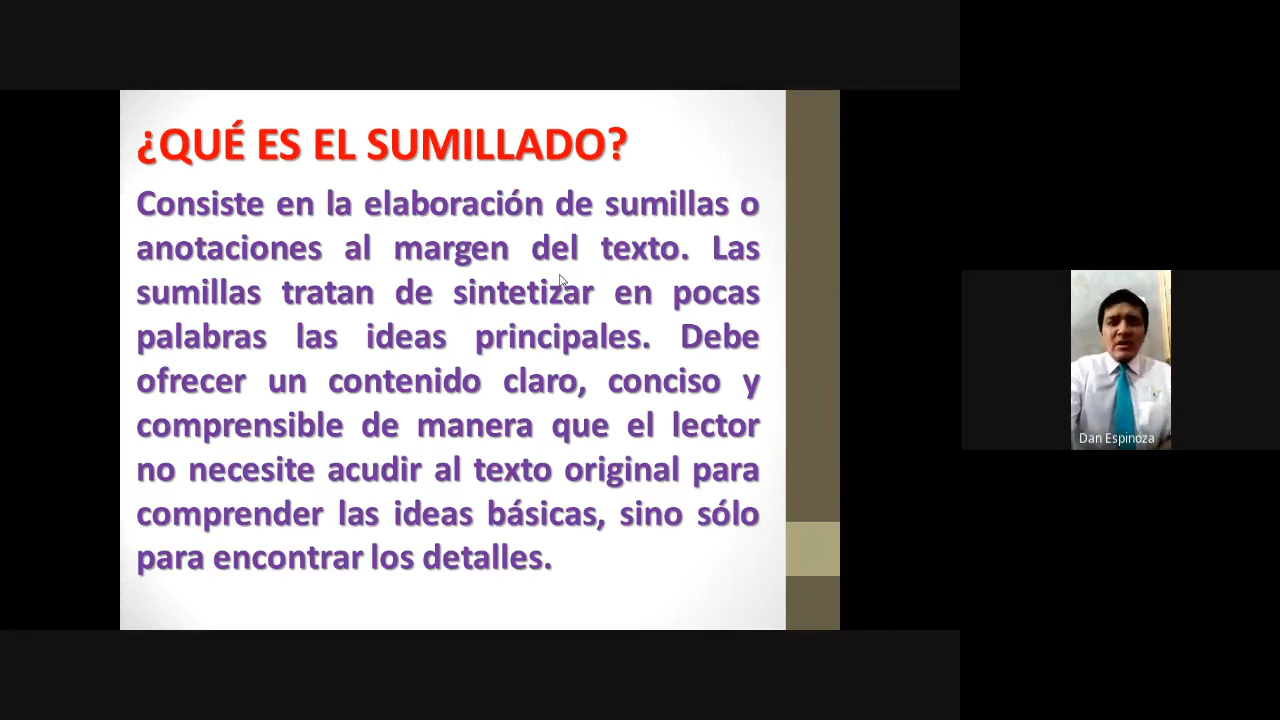 ¿QUÉ ES EL SUMILLADO?
Consiste en la elaboración de sumillas o
anotaciones al margen del texto. Las
sumillas tratan de sintetizar en pocas
palabras las ideas principales. Debe
ofrecer un contenido claro, conciso y
comprensible de manera que el lector
no necesite acudir al texto original para
comprender las ideas básicas, sino sólo
para encontrar los detalles.
Dan Espinoza